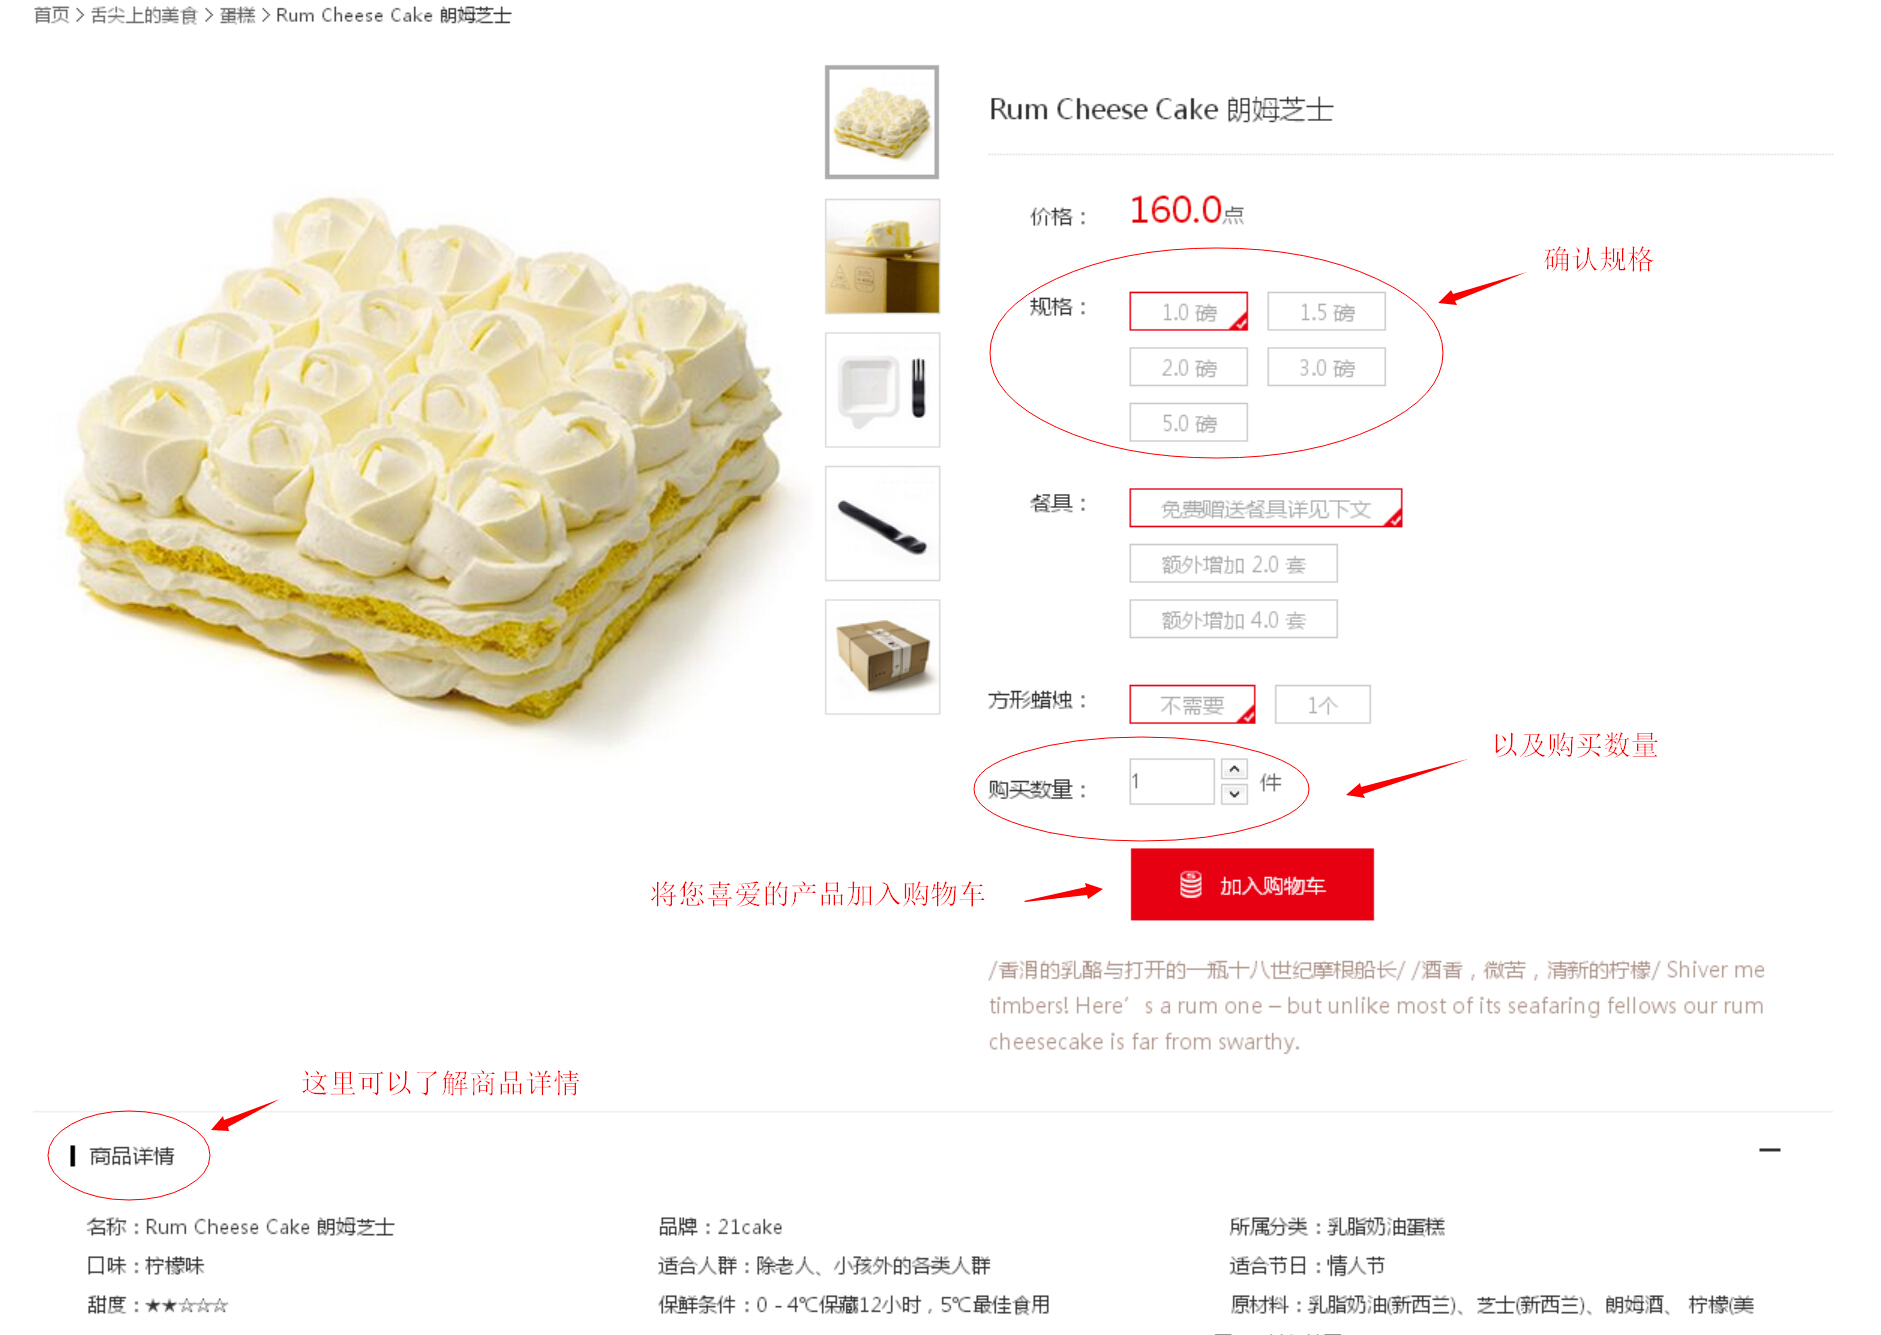 首页 > 舌尖上的美食 > 蛋糕 > Rum Cheese Cake 朗姆芝士
Rum Cheese Cake 朗姆芝士
价格：160.0点
确认规格
规格：1.0 磅 1.5 磅
2.0 磅 3.0 磅
5.0 磅
餐具：免费赠送餐具详见下文
额外增加 2.0 套
额外增加 4.0 套
方形蜡烛：不需要 1个
以及购买数量
购买数量：1 件
将您喜爱的产品加入购物车
加入购物车
/香滑的乳酪与打开的一瓶十八世纪摩根船长/ /酒香，微苦，清新的柠檬/ Shiver me
timbers! Here’s a rum one – but unlike most of its seafaring fellows our rum
cheesecake is far from swarthy.
这里可以了解商品详情
商品详情
名称：Rum Cheese Cake 朗姆芝士 品牌：21cake 所属分类：乳脂奶油蛋糕
口味：柠檬味 适合人群：除老人、小孩外的各类人群 适合节日：情人节
甜度：★★☆☆☆ 保鲜条件：0 - 4℃保藏12小时，5℃最佳食用 原材料：乳脂奶油(新西兰)、芝士(新西兰)、朗姆酒、 柠檬(美